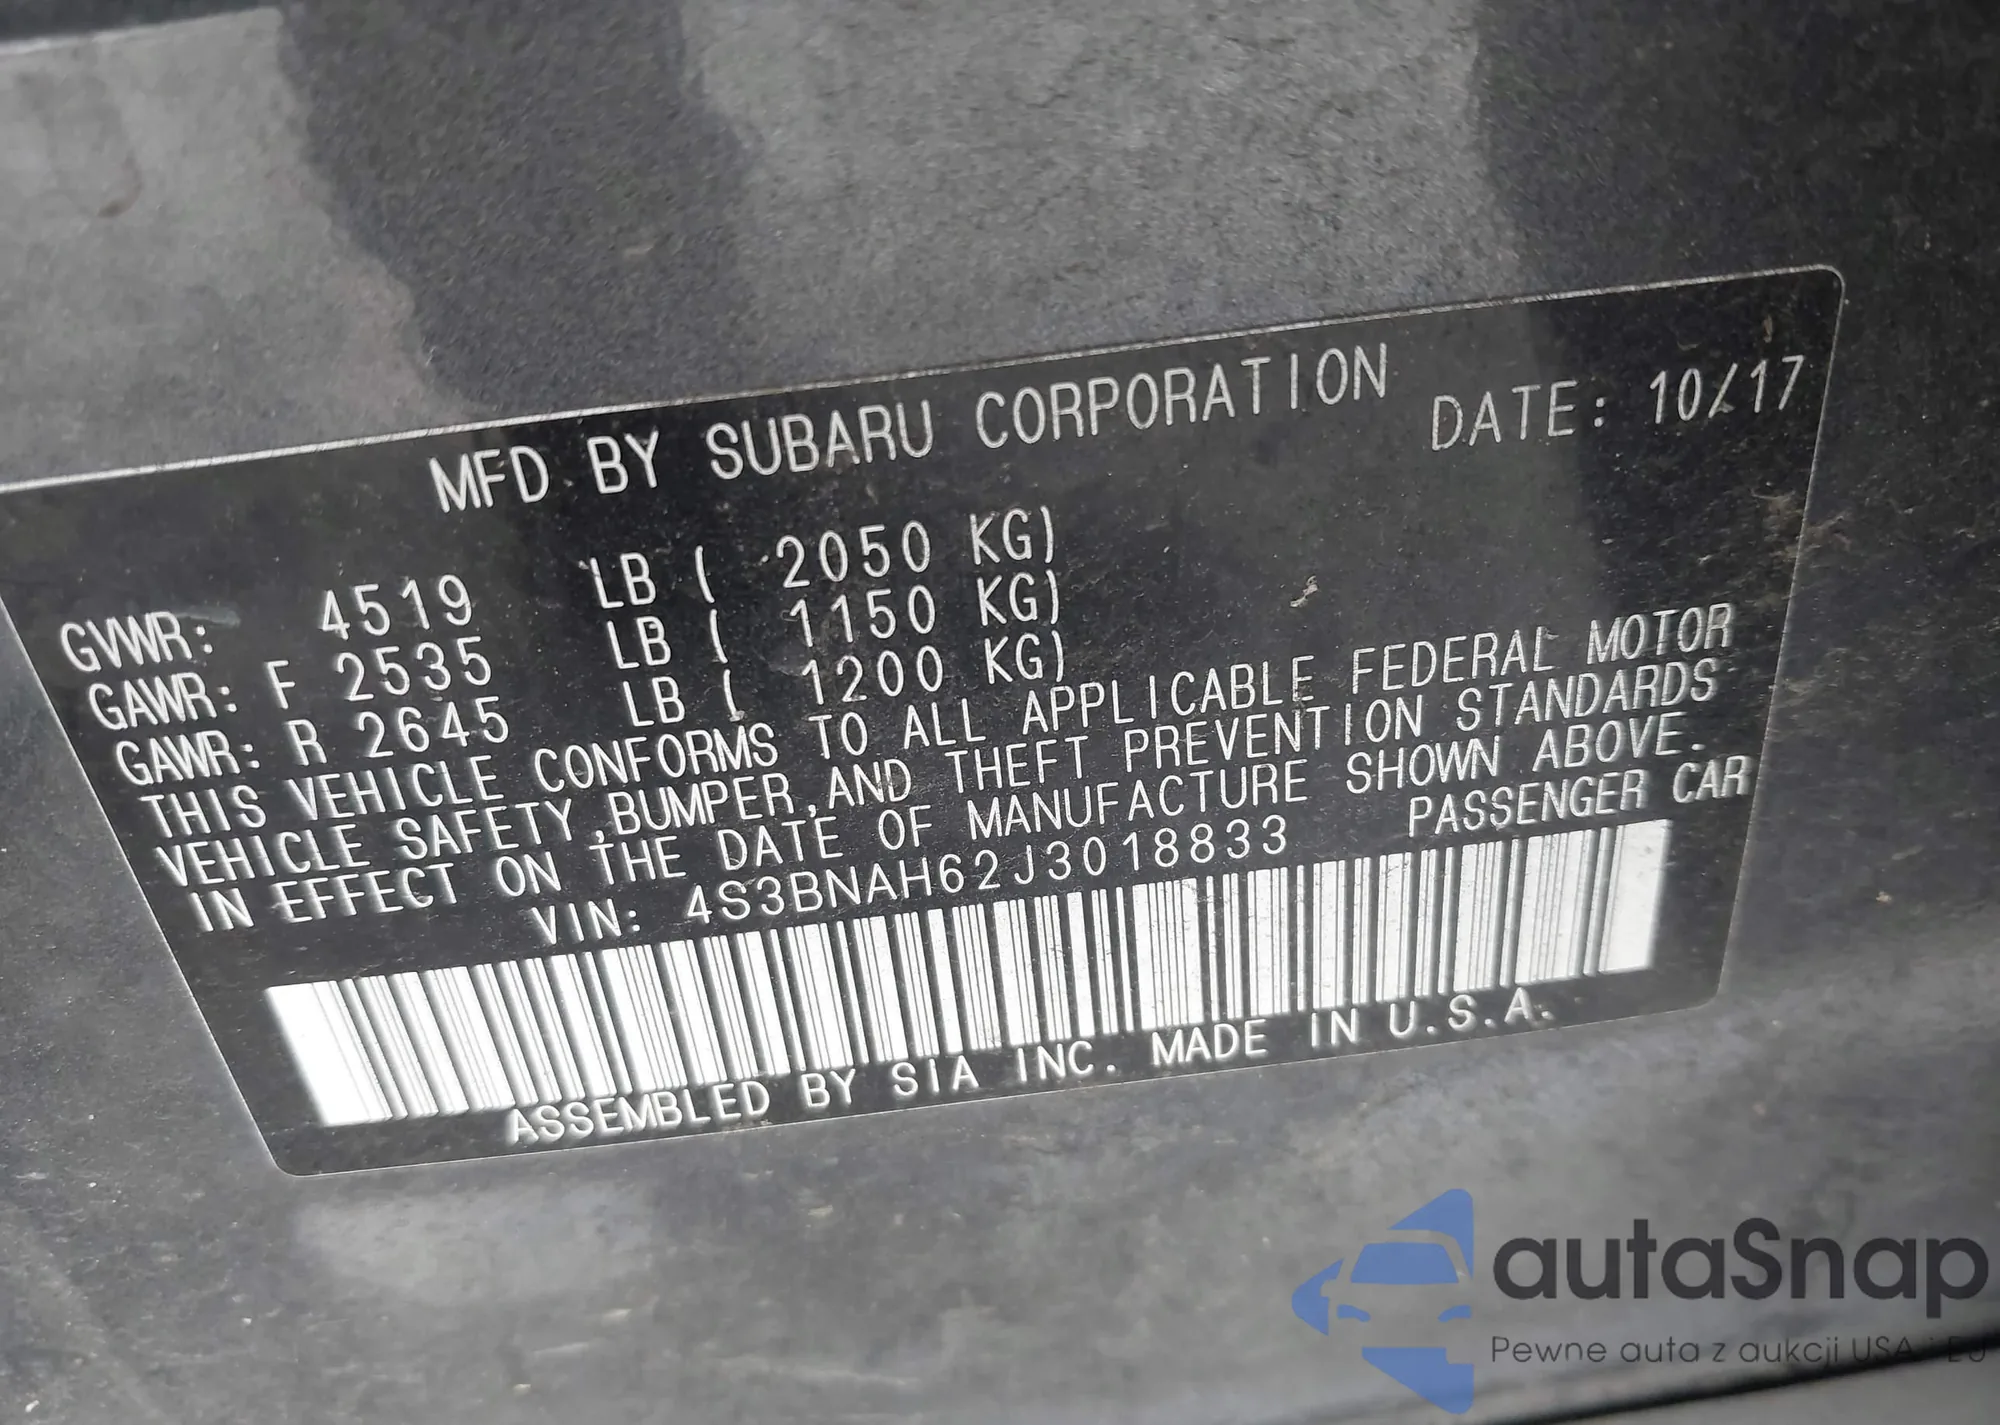 MFD BY SUBARU CORPORATION DATE: 10/17
GVWR: 4519 LB ( 2050 KG)
GAWR: F 2535 LB ( 1150 KG)
GAWR: R 2645 LB ( 1200 KG)
THIS VEHICLE CONFORMS TO ALL APPLICABLE FEDERAL MOTOR
VEHICLE SAFETY,BUMPER,AND THEFT PREVENTION STANDARDS
IN EFFECT ON THE DATE OF MANUFACTURE SHOWN ABOVE.
VIN: 4S3BNAH62J3018833 PASSENGER CAR
ASSEMBLED BY SIA INC. MADE IN U.S.A.
autaSnap
Pewne auta z aukcji USA i EU